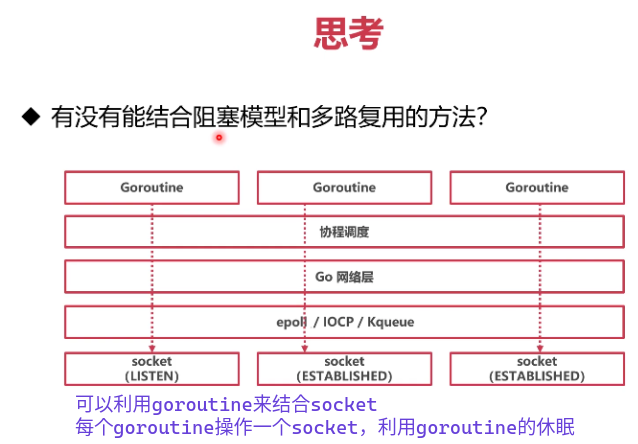 思考
◆ 有没有能结合阻塞模型和多路复用的方法？
Goroutine Goroutine Goroutine
协程调度
Go 网络层
epoll / IOCP / Kqueue
socket socket socket
(LISTEN) (ESTABLISHED) (ESTABLISHED)
可以利用goroutine来结合socket
每个goroutine操作一个socket，利用goroutine的休眠